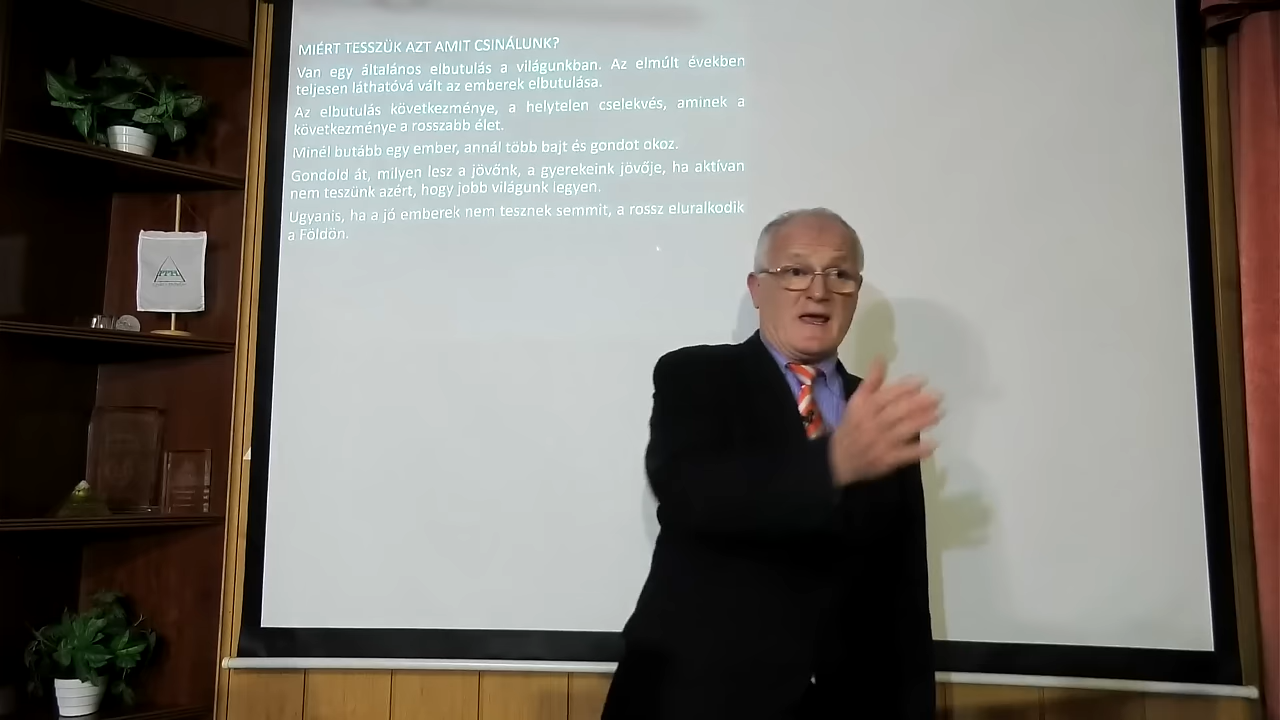 MIÉRT TESSZÜK AZT AMIT CSINÁLUNK?
Van egy általános elbutulás a világunkban. Az elmúlt években
teljesen láthatóvá vált az emberek elbutulása.
Az elbutulás következménye, a helytelen cselekvés, aminek a
következménye a rosszabb élet.
Minél butább egy ember, annál több bajt és gondot okoz.
Gondold át, milyen lesz a jövőnk, a gyerekeink jövője, ha aktívan
nem teszünk azért, hogy jobb világunk legyen.
Ugyanis, ha a jó emberek nem tesznek semmit, a rossz eluralkodik
a Földön.